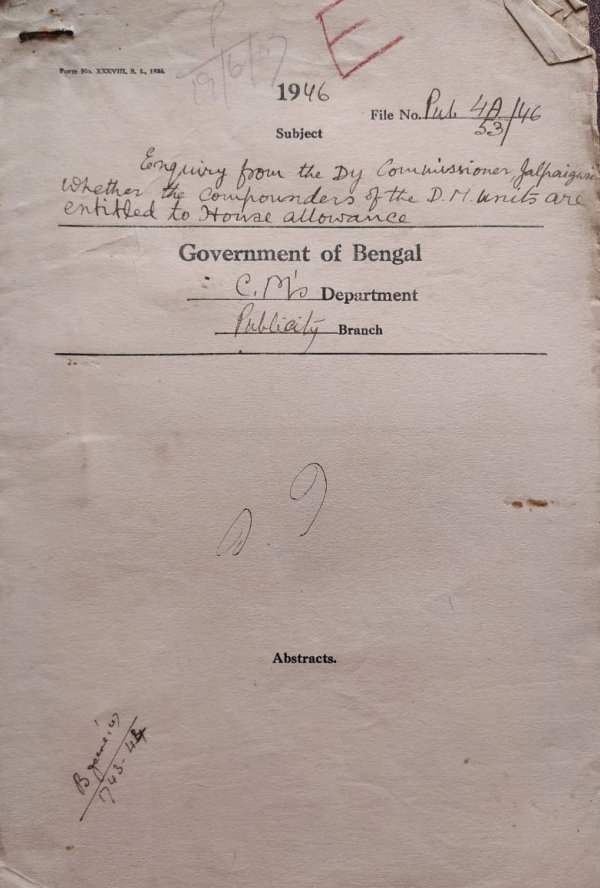 E
19/6/47
Form No. XXXVIII, S. I., 1936.
1946
File No. Pub 4A/46
53
Subject
Enquiry from the Dy Commissioner, Jalpaiguri
whether the compounders of the D.M. units are
entitled to House allowance
Government of Bengal
C.M's Department
Publicity Branch
Abstracts.